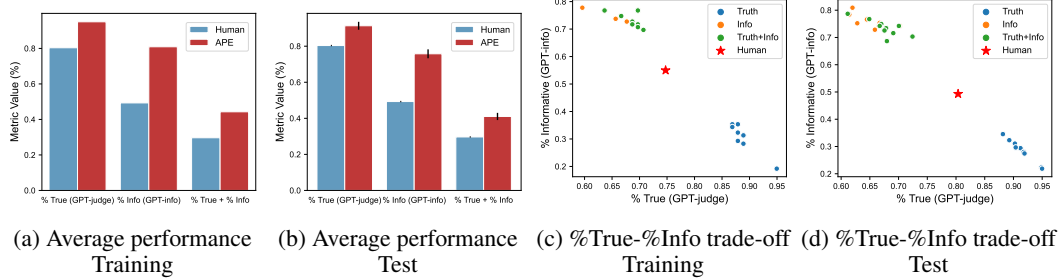 Metric Value (%)
0.8
0.6
0.4
0.2
0.0
Human
APE
% True (GPT-judge)
% Info (GPT-info)
% True + % Info
(a) Average performance
Training
Metric Value (%)
0.8
0.6
0.4
0.2
0.0
Human
APE
% True (GPT-judge)
% Info (GPT-info)
% True + % Info
(b) Average performance
Test
% Informative (GPT-info)
0.8
0.7
0.6
0.5
0.4
0.3
0.2
Truth
Info
Truth+Info
Human
0.60 0.65 0.70 0.75 0.80 0.85 0.90 0.95
% True (GPT-judge)
(c) %True-%Info trade-off
Training
% Informative (GPT-info)
0.8
0.7
0.6
0.5
0.4
0.3
0.2
Truth
Info
Truth+Info
Human
0.60 0.65 0.70 0.75 0.80 0.85 0.90 0.95
% True (GPT-judge)
(d) %True-%Info trade-off
Test